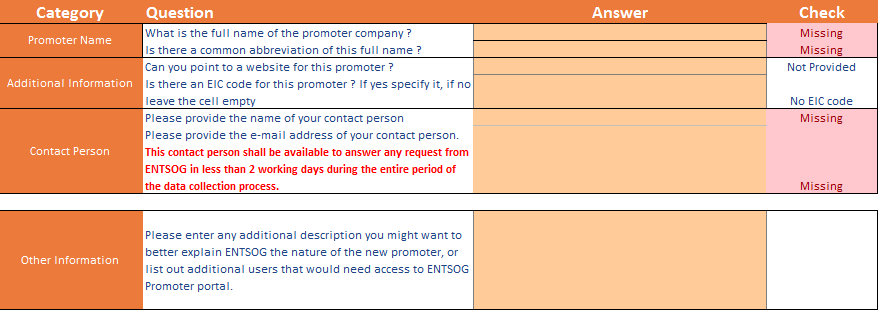 Category Question Answer Check
Promoter Name
What is the full name of the promoter company ? Missing
Is there a common abbreviation of this full name ? Missing
Additional Information
Can you point to a website for this promoter ? Not Provided
Is there an EIC code for this promoter ? If yes specify it, if no
leave the cell empty No EIC code
Contact Person
Please provide the name of your contact person Missing
Please provide the e-mail address of your contact person.
This contact person shall be available to answer any request from
ENTSOG in less than 2 working days during the entire period of
the data collection process. Missing
Other Information
Please enter any additional description you might want to
better explain ENTSOG the nature of the new promoter, or
list out additional users that would need access to ENTSOG
Promoter portal.